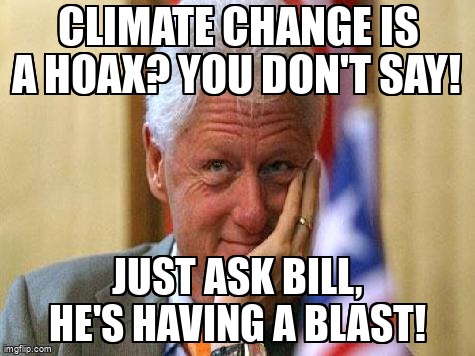 CLIMATE CHANGE IS
A HOAX? YOU DON'T SAY!
JUST ASK BILL,
HE'S HAVING A BLAST!
imgflip.com